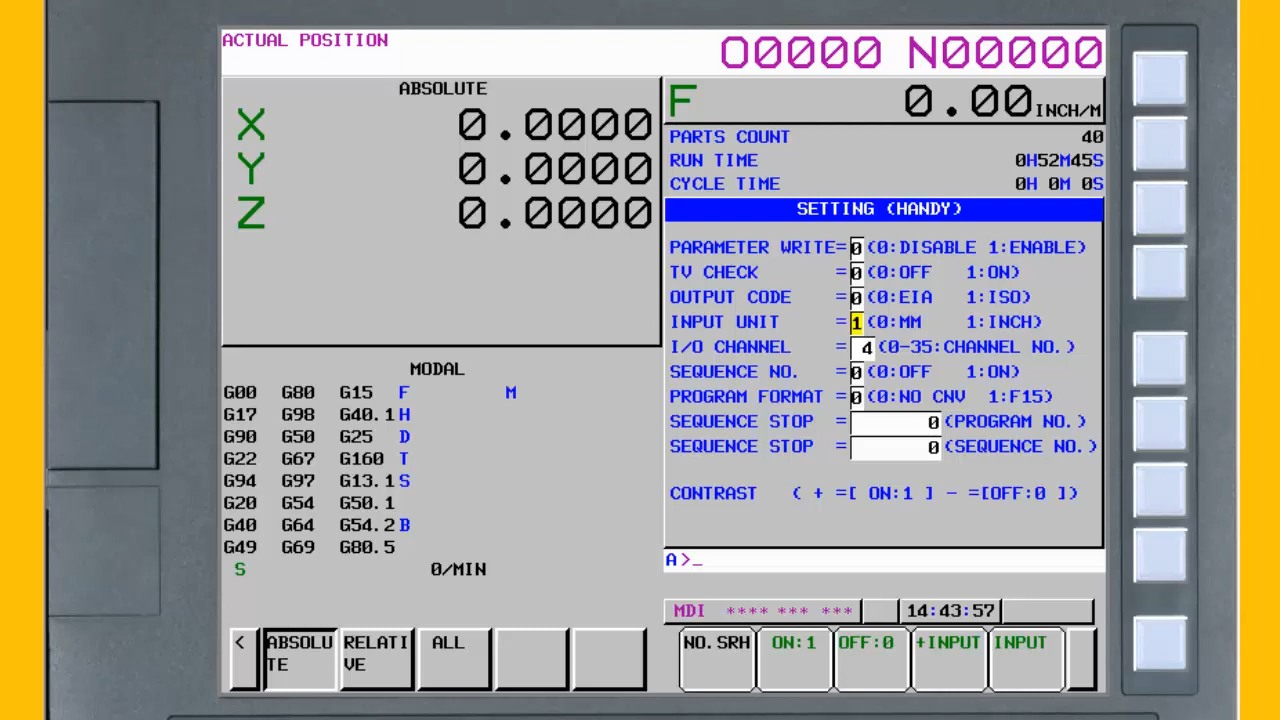 ACTUAL POSITION
O0000 N00000
ABSOLUTE
X 0.0000
Y 0.0000
Z 0.0000
F 0.00 INCH/M
PARTS COUNT 40
RUN TIME 0H52M45S
CYCLE TIME 0H 0M 0S
SETTING (HANDY)
PARAMETER WRITE=0(0:DISABLE 1:ENABLE)
TV CHECK =0(0:OFF 1:ON)
OUTPUT CODE =0(0:EIA 1:ISO)
INPUT UNIT =1(0:MM 1:INCH)
I/O CHANNEL = 4(0-35:CHANNEL NO.)
SEQUENCE NO. =0(0:OFF 1:ON)
PROGRAM FORMAT =0(0:NO CNV 1:F15)
SEQUENCE STOP = 0(PROGRAM NO.)
SEQUENCE STOP = 0(SEQUENCE NO.)
CONTRAST ( + =[ ON:1 ] - =[OFF:0 ])
MODAL
G00 G80 G15 F M
G17 G98 G40.1 H
G90 G50 G25 D
G22 G67 G160 T
G94 G97 G13.1 S
G20 G54 G50.1
G40 G64 G54.2 B
G49 G69 G80.5
S 0/MIN
A>_
MDI **** *** ***
14:43:57
<
ABSOLU
TE
RELATI
VE
ALL
NO.SRH
ON:1
OFF:0
+INPUT
INPUT